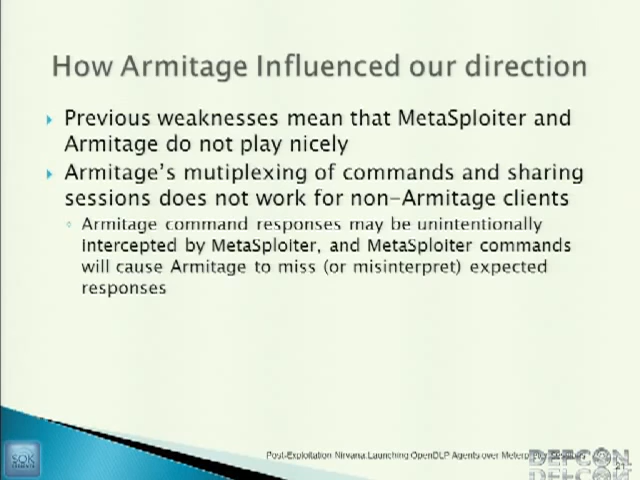 How Armitage Influenced our direction
Previous weaknesses mean that MetaSploiter and
Armitage do not play nicely
Armitage's mutiplexing of commands and sharing
sessions does not work for non-Armitage clients
Armitage command responses may be unintentionally
intercepted by MetaSploiter, and MetaSploiter commands
will cause Armitage to miss (or misinterpret) expected
responses
Post-Exploitation Nirvana: Launching OpenDLP Agents over
DEFCON
SOK